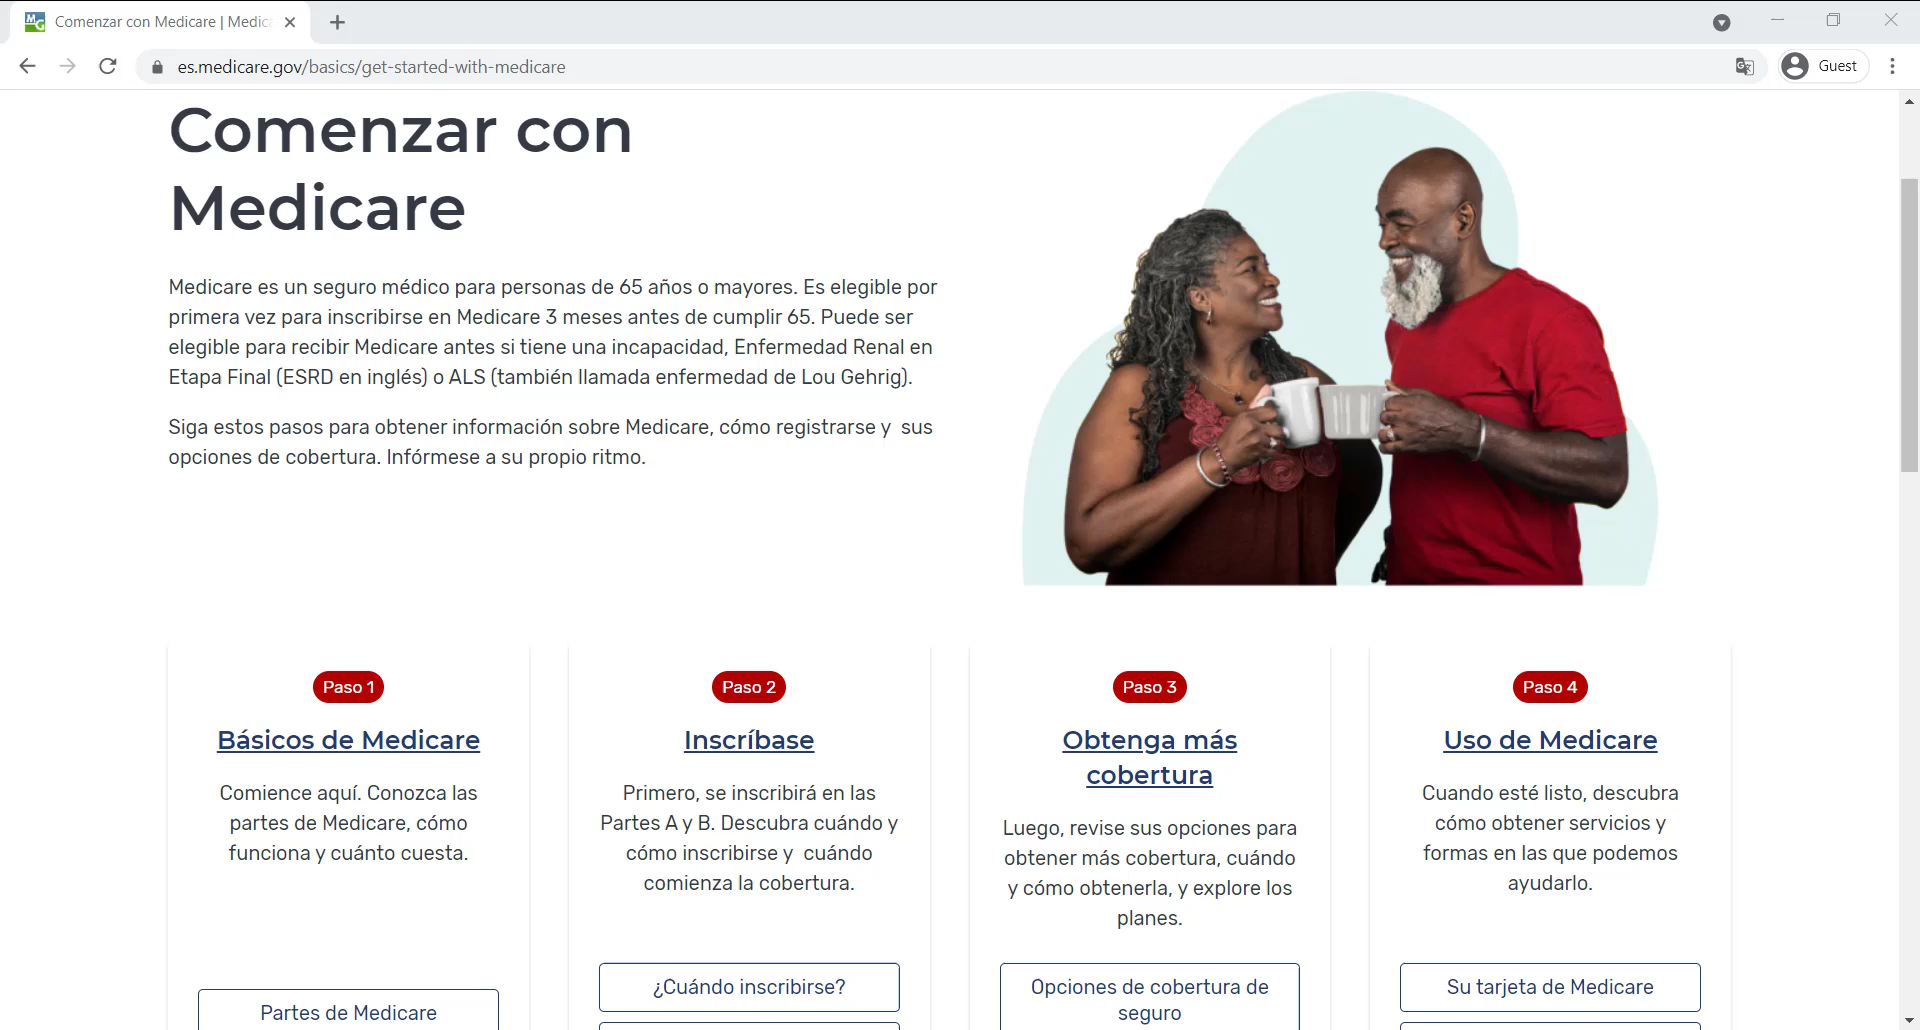 Comenzar con Medicare | Medic
es.medicare.gov/basics/get-started-with-medicare
Guest
Comenzar con
Medicare
Medicare es un seguro médico para personas de 65 años o mayores. Es elegible por
primera vez para inscribirse en Medicare 3 meses antes de cumplir 65. Puede ser
elegible para recibir Medicare antes si tiene una incapacidad, Enfermedad Renal en
Etapa Final (ESRD en inglés) o ALS (también llamada enfermedad de Lou Gehrig).
Siga estos pasos para obtener información sobre Medicare, cómo registrarse y  sus
opciones de cobertura. Infórmese a su propio ritmo.
Paso 1
Básicos de Medicare
Comience aquí. Conozca las
partes de Medicare, cómo
funciona y cuánto cuesta.
Partes de Medicare
Paso 2
Inscríbase
Primero, se inscribirá en las
Partes A y B. Descubra cuándo y
cómo inscribirse y  cuándo
comienza la cobertura.
¿Cuándo inscribirse?
Paso 3
Obtenga más
cobertura
Luego, revise sus opciones para
obtener más cobertura, cuándo
y cómo obtenerla, y explore los
planes.
Opciones de cobertura de
seguro
Paso 4
Uso de Medicare
Cuando esté listo, descubra
cómo obtener servicios y
formas en las que podemos
ayudarlo.
Su tarjeta de Medicare